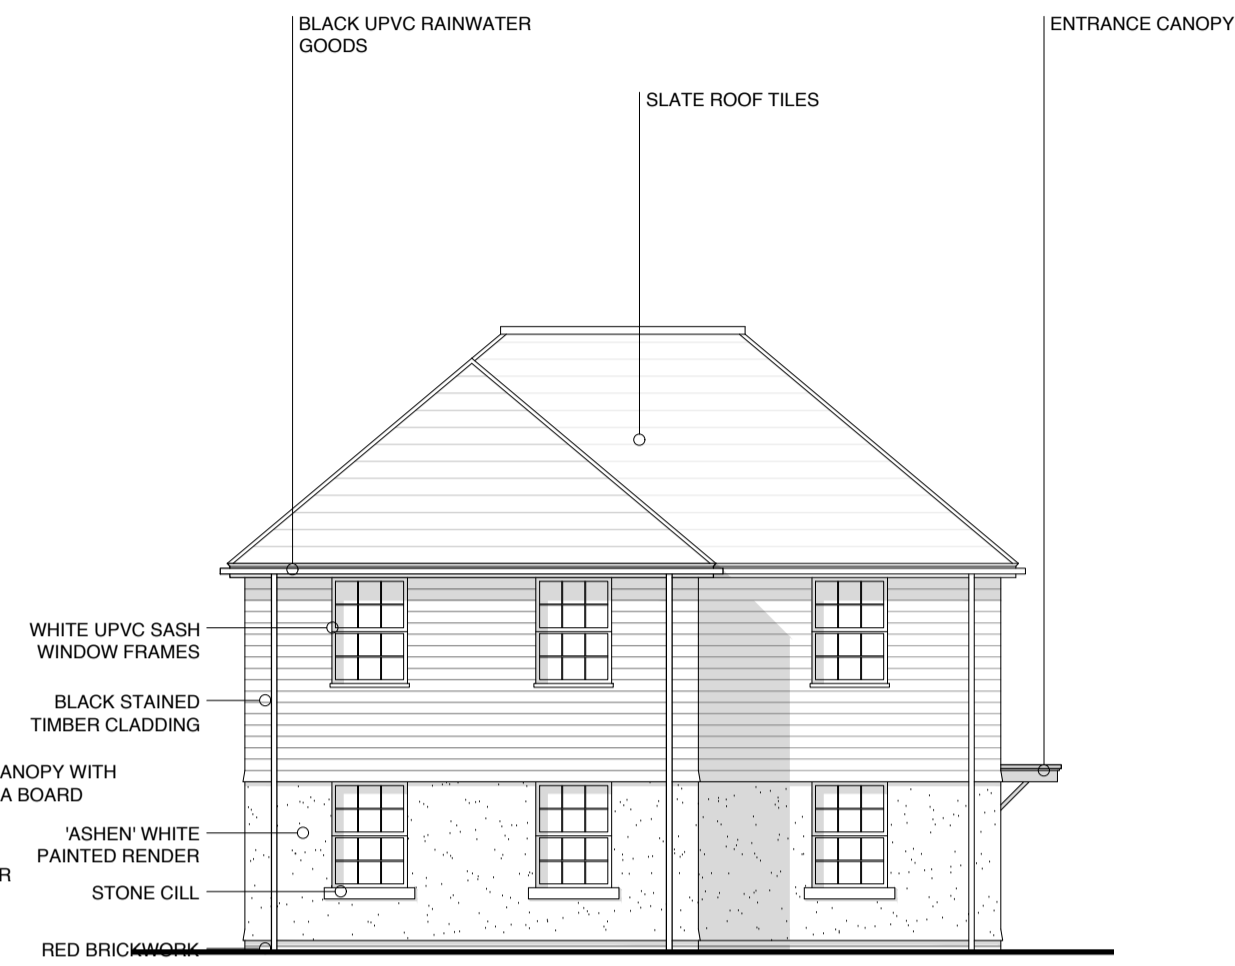 BLACK UPVC RAINWATER
GOODS
ENTRANCE CANOPY
SLATE ROOF TILES
WHITE UPVC SASH
WINDOW FRAMES
BLACK STAINED
TIMBER CLADDING
ANOPY WITH
A BOARD
'ASHEN' WHITE
PAINTED RENDER
R
STONE CILL
RED BRICKWORK